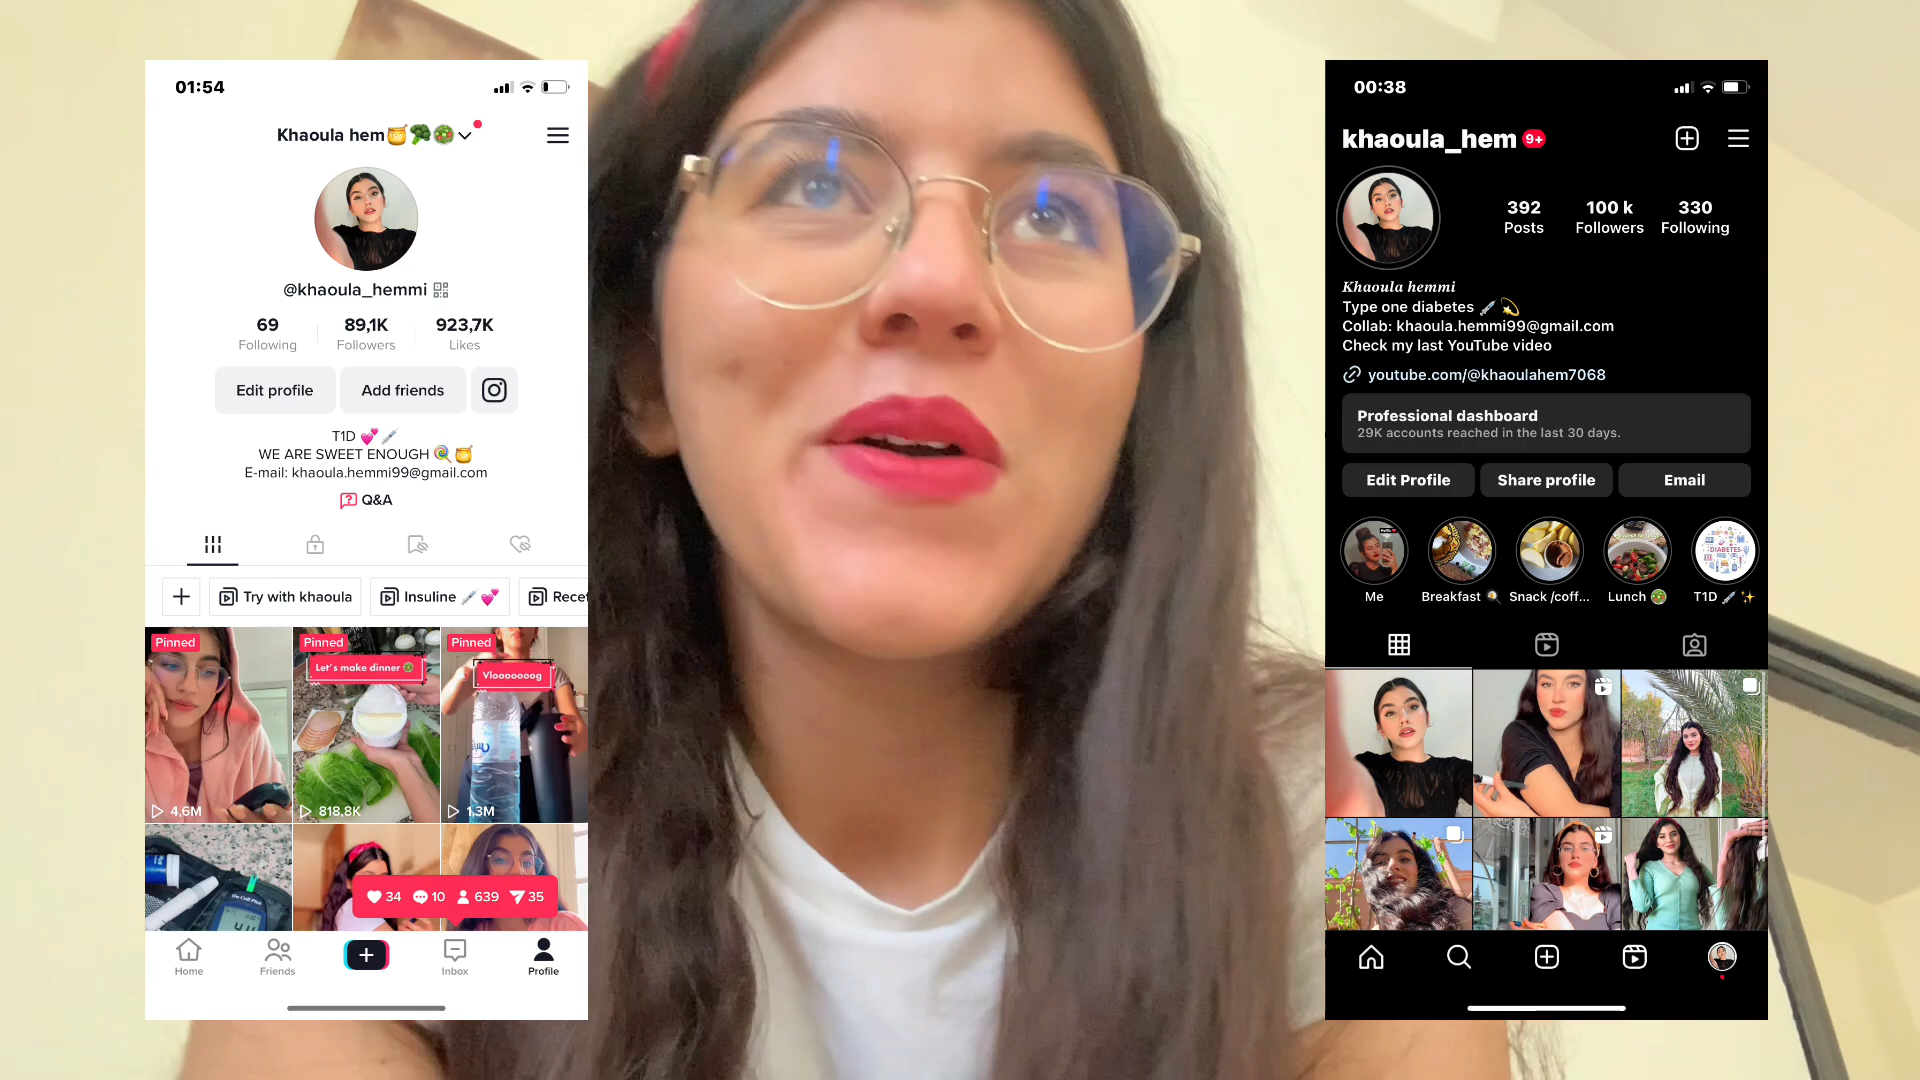 01:54
Khaoula hem🍯🥦🥗
@khaoula_hemmi
69
Following
89,1K
Followers
923,7K
Likes
Edit profile
Add friends
T1D 💕💉
WE ARE SWEET ENOUGH 🍭🍯
E-mail: khaoula.hemmi99@gmail.com
Q&A
Try with khaoula
Insuline 💉💕
Pinned
Pinned
Let's make dinner 🥗
Pinned
Vlooooooog
4,6M
818,8K
1,3M
On Call Plus
34
10
639
35
Home
Friends
Inbox
Profile
00:38
khaoula_hem 9+
392
Posts
100 k
Followers
330
Following
Khaoula hemmi
Type one diabetes 💉💫
Collab: khaoula.hemmi99@gmail.com
Check my last YouTube video
youtube.com/@khaoulahem7068
Professional dashboard
29K accounts reached in the last 30 days.
Edit Profile
Share profile
Email
DIABETES
Me
Breakfast 🍳
Snack /coff...
Lunch 🥗
T1D 💉✨